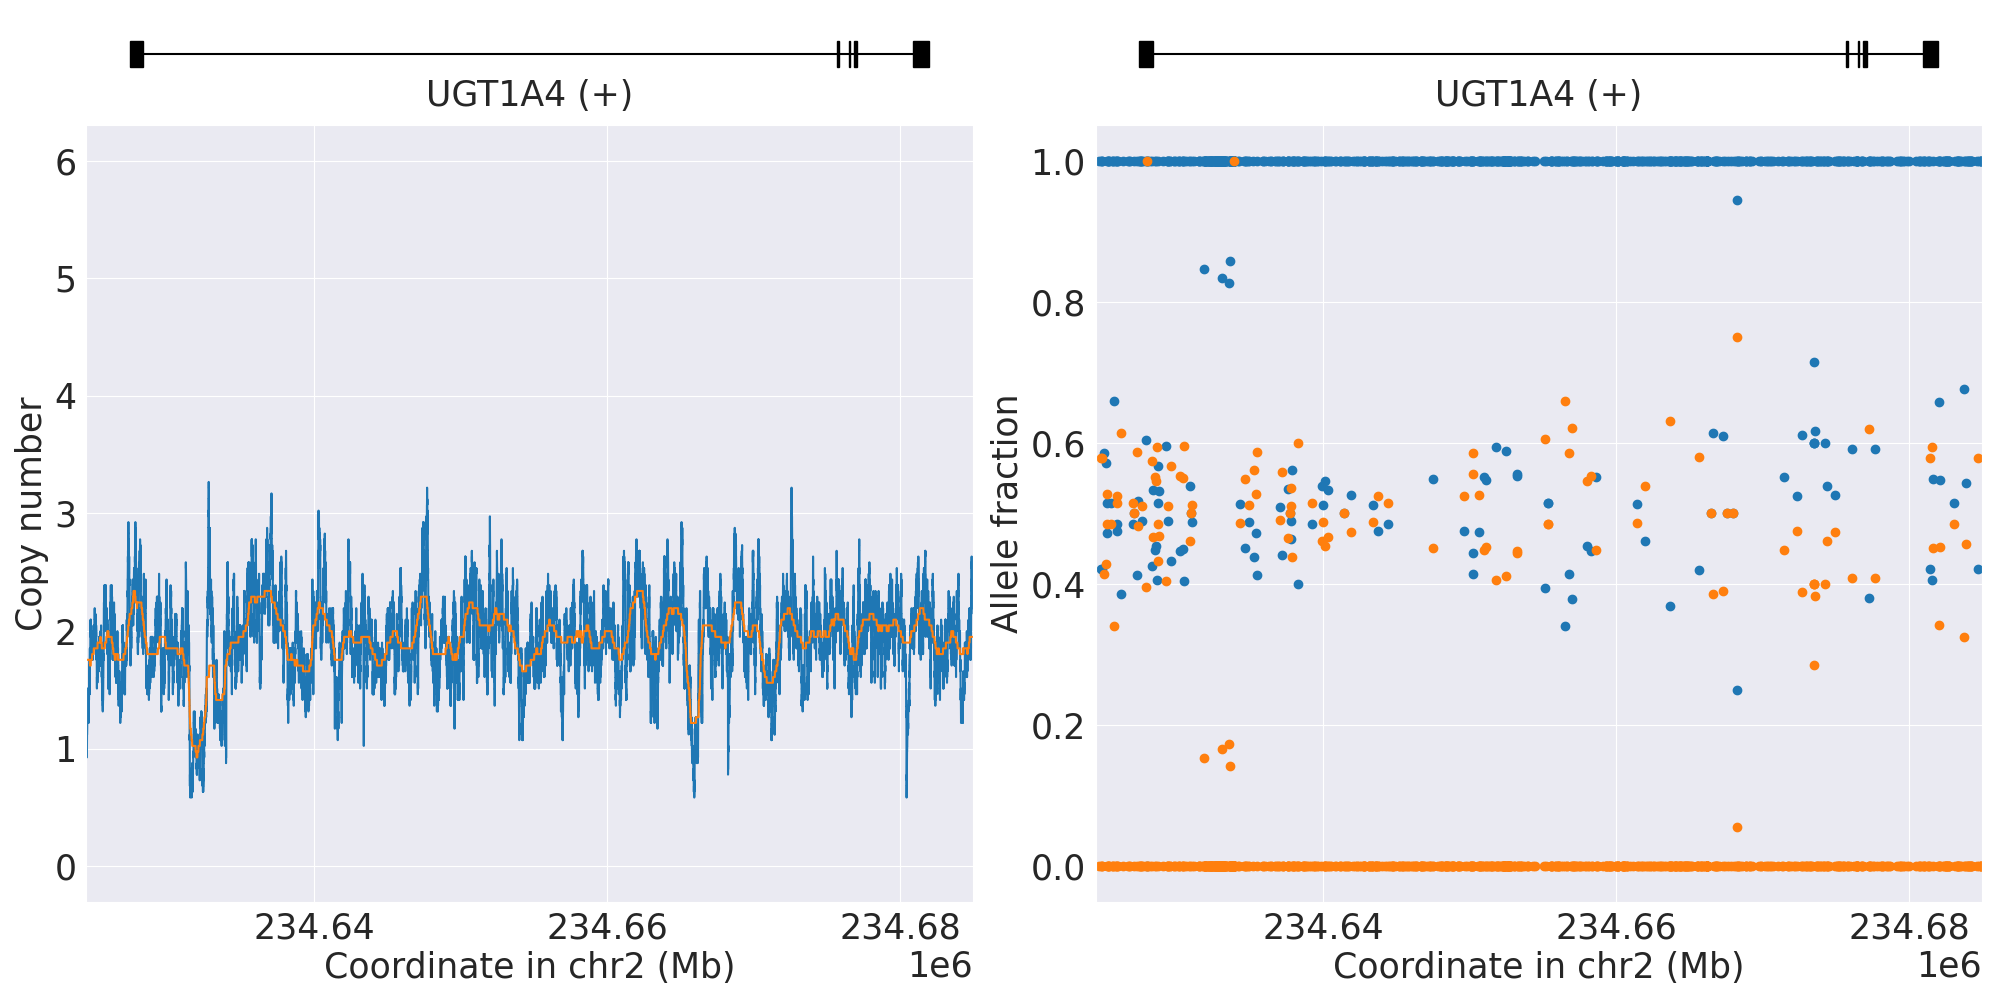 UGT1A4 (+)
6
5
4
3
2
1
0
Copy number
234.64 234.66 234.68
Coordinate in chr2 (Mb)
1e6
UGT1A4 (+)
1.0
0.8
0.6
0.4
0.2
0.0
Allele fraction
234.64 234.66 234.68
Coordinate in chr2 (Mb)
1e6